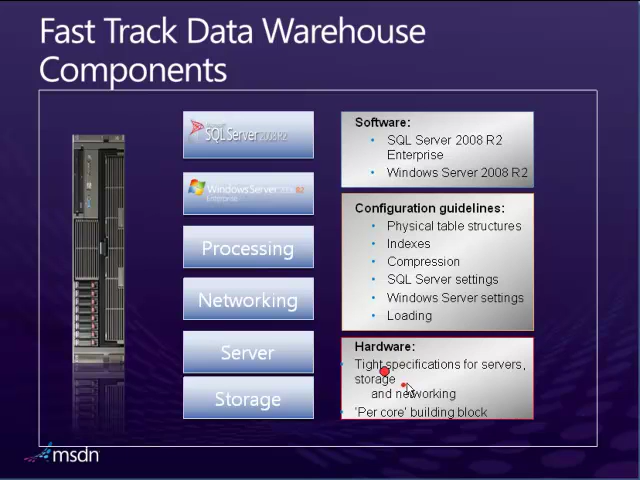 Fast Track Data Warehouse
Components
SQL Server 2008 R2
Windows Server 2008 R2
Enterprise
Processing
Networking
Server
Storage
Software:
• SQL Server 2008 R2
Enterprise
• Windows Server 2008 R2
Configuration guidelines:
• Physical table structures
• Indexes
• Compression
• SQL Server settings
• Windows Server settings
• Loading
Hardware:
• Tight specifications for servers,
storage
and networking
• 'Per core' building block
msdn